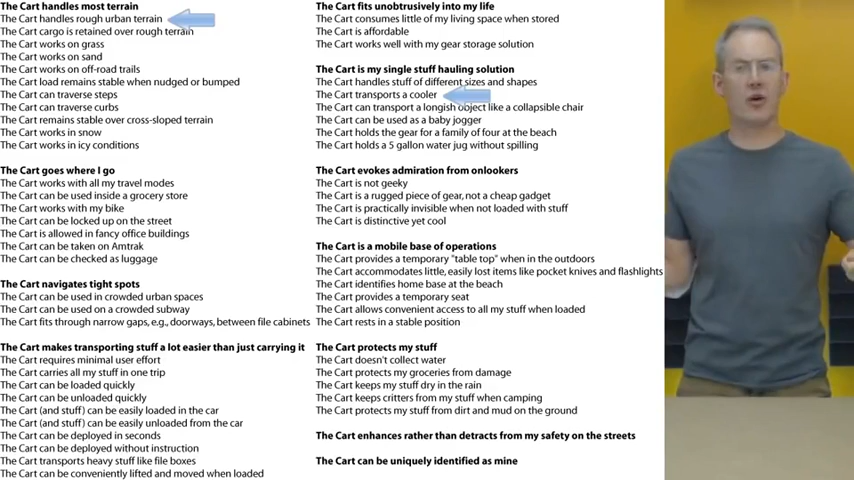 The Cart handles most terrain
The Cart handles rough urban terrain
The Cart cargo is retained over rough terrain
The Cart works on grass
The Cart works on sand
The Cart works on off-road trails
The Cart load remains stable when nudged or bumped
The Cart can traverse steps
The Cart can traverse curbs
The Cart remains stable over cross-sloped terrain
The Cart works in snow
The Cart works in icy conditions
The Cart goes where I go
The Cart works with all my travel modes
The Cart can be used inside a grocery store
The Cart works with my bike
The Cart can be locked up on the street
The Cart is allowed in fancy office buildings
The Cart can be taken on Amtrak
The Cart can be checked as luggage
The Cart navigates tight spots
The Cart can be used in crowded urban spaces
The Cart can be used on a crowded subway
The Cart fits through narrow gaps, e.g., doorways, between file cabinets
The Cart makes transporting stuff a lot easier than just carrying it
The Cart requires minimal user effort
The Cart carries all my stuff in one trip
The Cart can be loaded quickly
The Cart can be unloaded quickly
The Cart (and stuff) can be easily loaded in the car
The Cart (and stuff) can be easily unloaded from the car
The Cart can be deployed in seconds
The Cart can be deployed without instruction
The Cart transports heavy stuff like file boxes
The Cart can be conveniently lifted and moved when loaded
The Cart fits unobtrusively into my life
The Cart consumes little of my living space when stored
The Cart is affordable
The Cart works well with my gear storage solution
The Cart is my single stuff hauling solution
The Cart handles stuff of different sizes and shapes
The Cart transports a cooler
The Cart can transport a longish object like a collapsible chair
The Cart can be used as a baby jogger
The Cart holds the gear for a family of four at the beach
The Cart holds a 5 gallon water jug without spilling
The Cart evokes admiration from onlookers
The Cart is not geeky
The Cart is a rugged piece of gear, not a cheap gadget
The Cart is practically invisible when not loaded with stuff
The Cart is distinctive yet cool
The Cart is a mobile base of operations
The Cart provides a temporary "table top" when in the outdoors
The Cart accommodates little, easily lost items like pocket knives and flashlights
The Cart identifies home base at the beach
The Cart provides a temporary seat
The Cart allows convenient access to all my stuff when loaded
The Cart rests in a stable position
The Cart protects my stuff
The Cart doesn't collect water
The Cart protects my groceries from damage
The Cart keeps my stuff dry in the rain
The Cart keeps critters from my stuff when camping
The Cart protects my stuff from dirt and mud on the ground
The Cart enhances rather than detracts from my safety on the streets
The Cart can be uniquely identified as mine